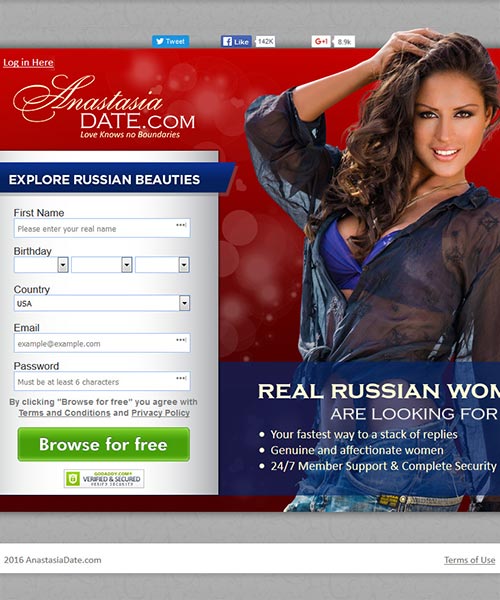 Tweet
Like 142K
+1 8.9k
Log in Here
Anastasia
DATE.COM
Love Knows no Boundaries
EXPLORE RUSSIAN BEAUTIES
First Name
Please enter your real name
Birthday
Country
USA
Email
example@example.com
Password
Must be at least 6 characters
By clicking "Browse for free" you agree with
Terms and Conditions and Privacy Policy
Browse for free
GODADDY.COM
VERIFIED & SECURED
VERIFY SECURITY
REAL RUSSIAN WOM
ARE LOOKING FOR
• Your fastest way to a stack of replies
• Genuine and affectionate women
• 24/7 Member Support & Complete Security
2016 AnastasiaDate.com
Terms of Use